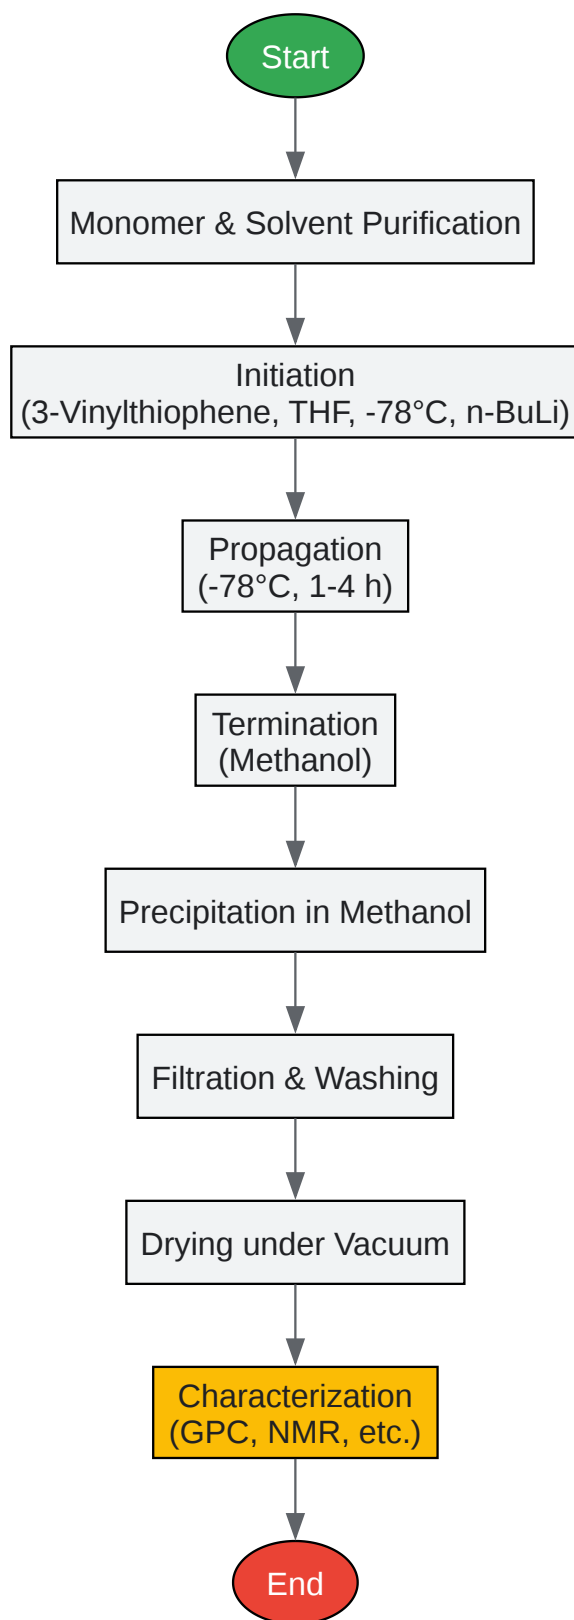 Start
Monomer & Solvent Purification
Initiation
(3-Vinylthiophene, THF, -78°C, n-BuLi)
Propagation
(-78°C, 1-4 h)
Termination
(Methanol)
Precipitation in Methanol
Filtration & Washing
Drying under Vacuum
Characterization
(GPC, NMR, etc.)
End